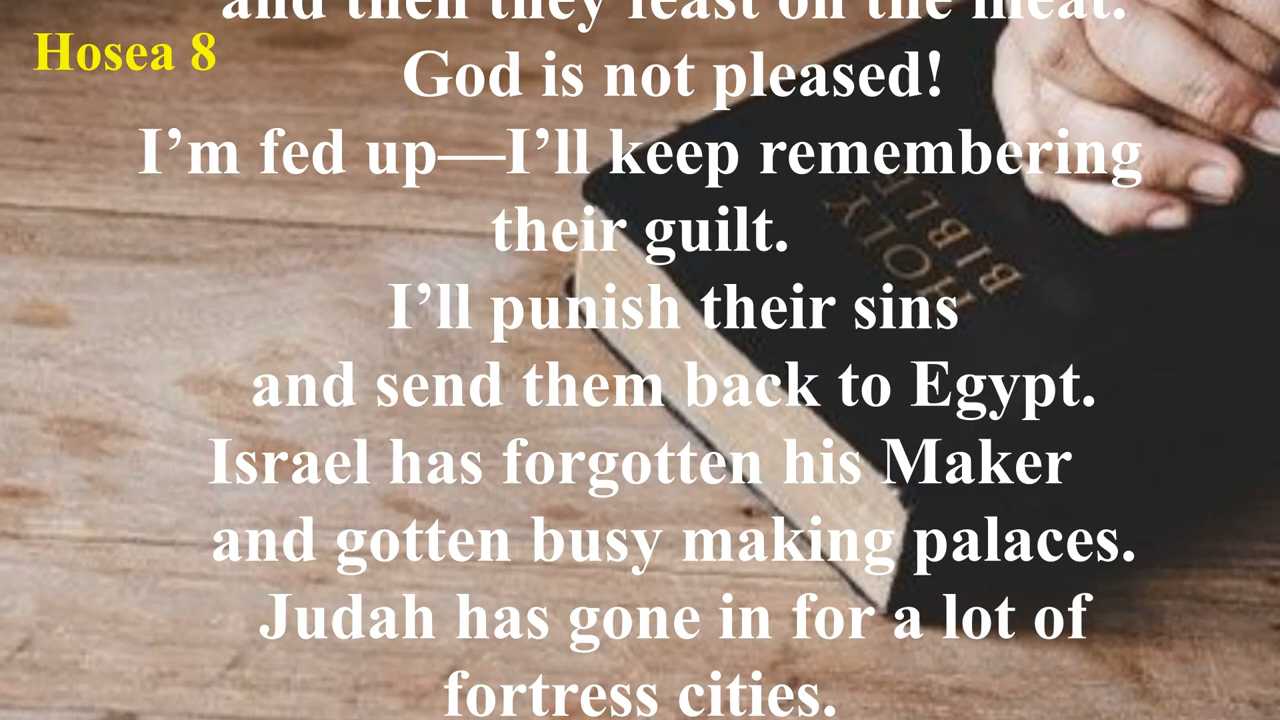 and then they feast on the meat.
Hosea 8
God is not pleased!
I’m fed up—I’ll keep remembering
their guilt.
I’ll punish their sins
and send them back to Egypt.
Israel has forgotten his Maker
and gotten busy making palaces.
Judah has gone in for a lot of
fortress cities.
HOLY
BIBLE